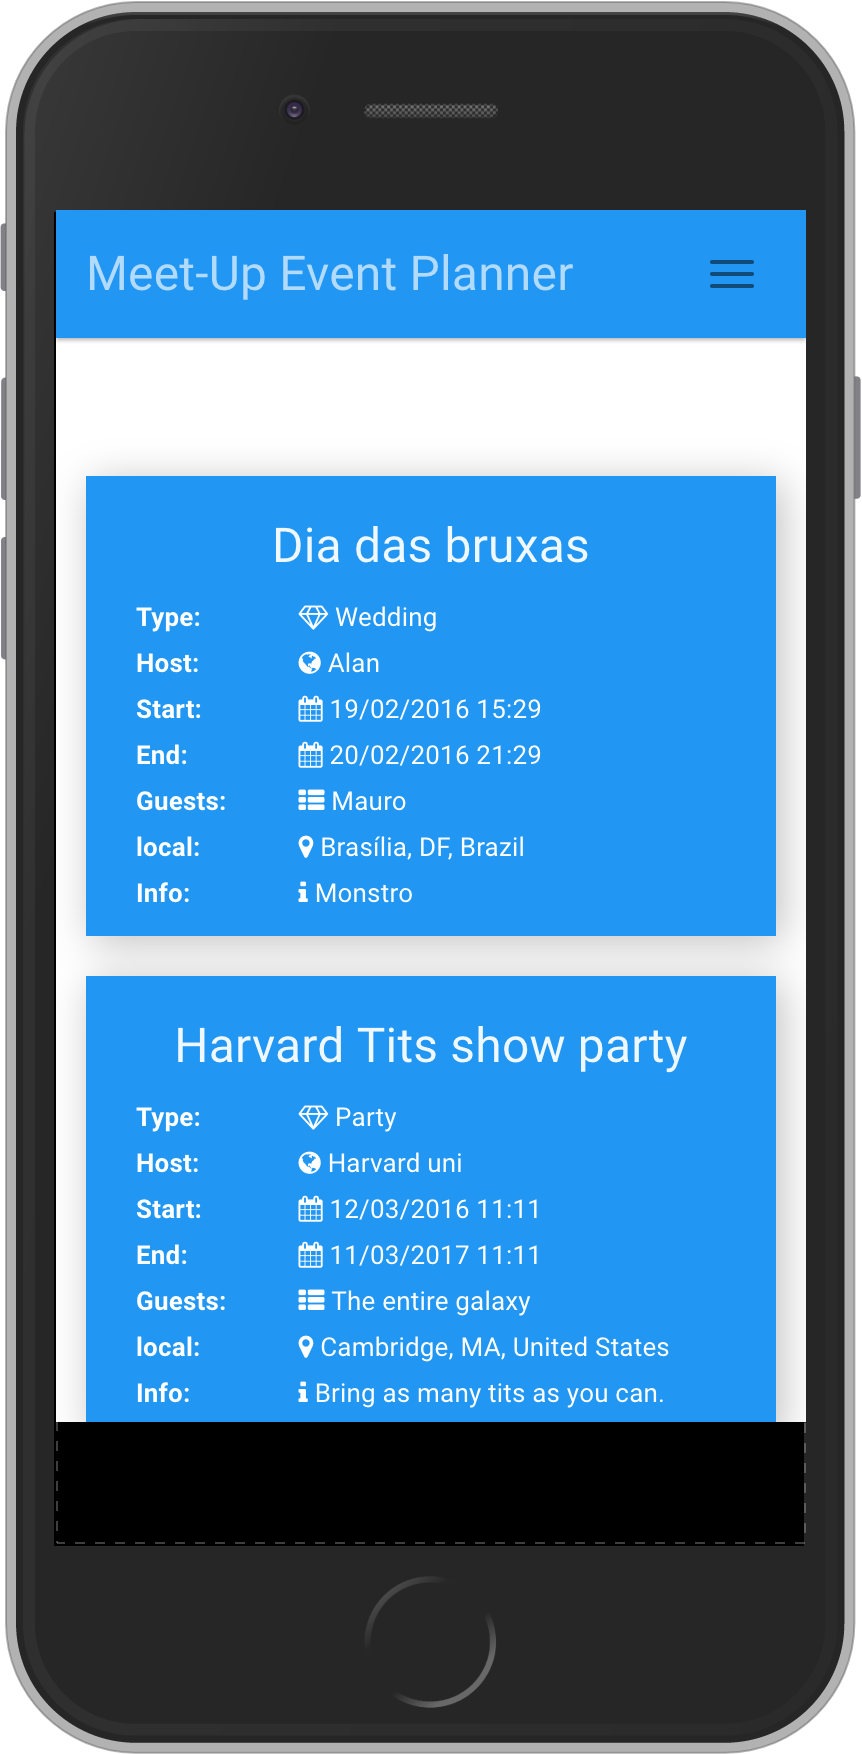 Meet-Up Event Planner
Dia das bruxas
Type: Wedding
Host: Alan
Start: 19/02/2016 15:29
End: 20/02/2016 21:29
Guests: Mauro
local: Brasília, DF, Brazil
Info: Monstro
Harvard Tits show party
Type: Party
Host: Harvard uni
Start: 12/03/2016 11:11
End: 11/03/2017 11:11
Guests: The entire galaxy
local: Cambridge, MA, United States
Info: Bring as many tits as you can.